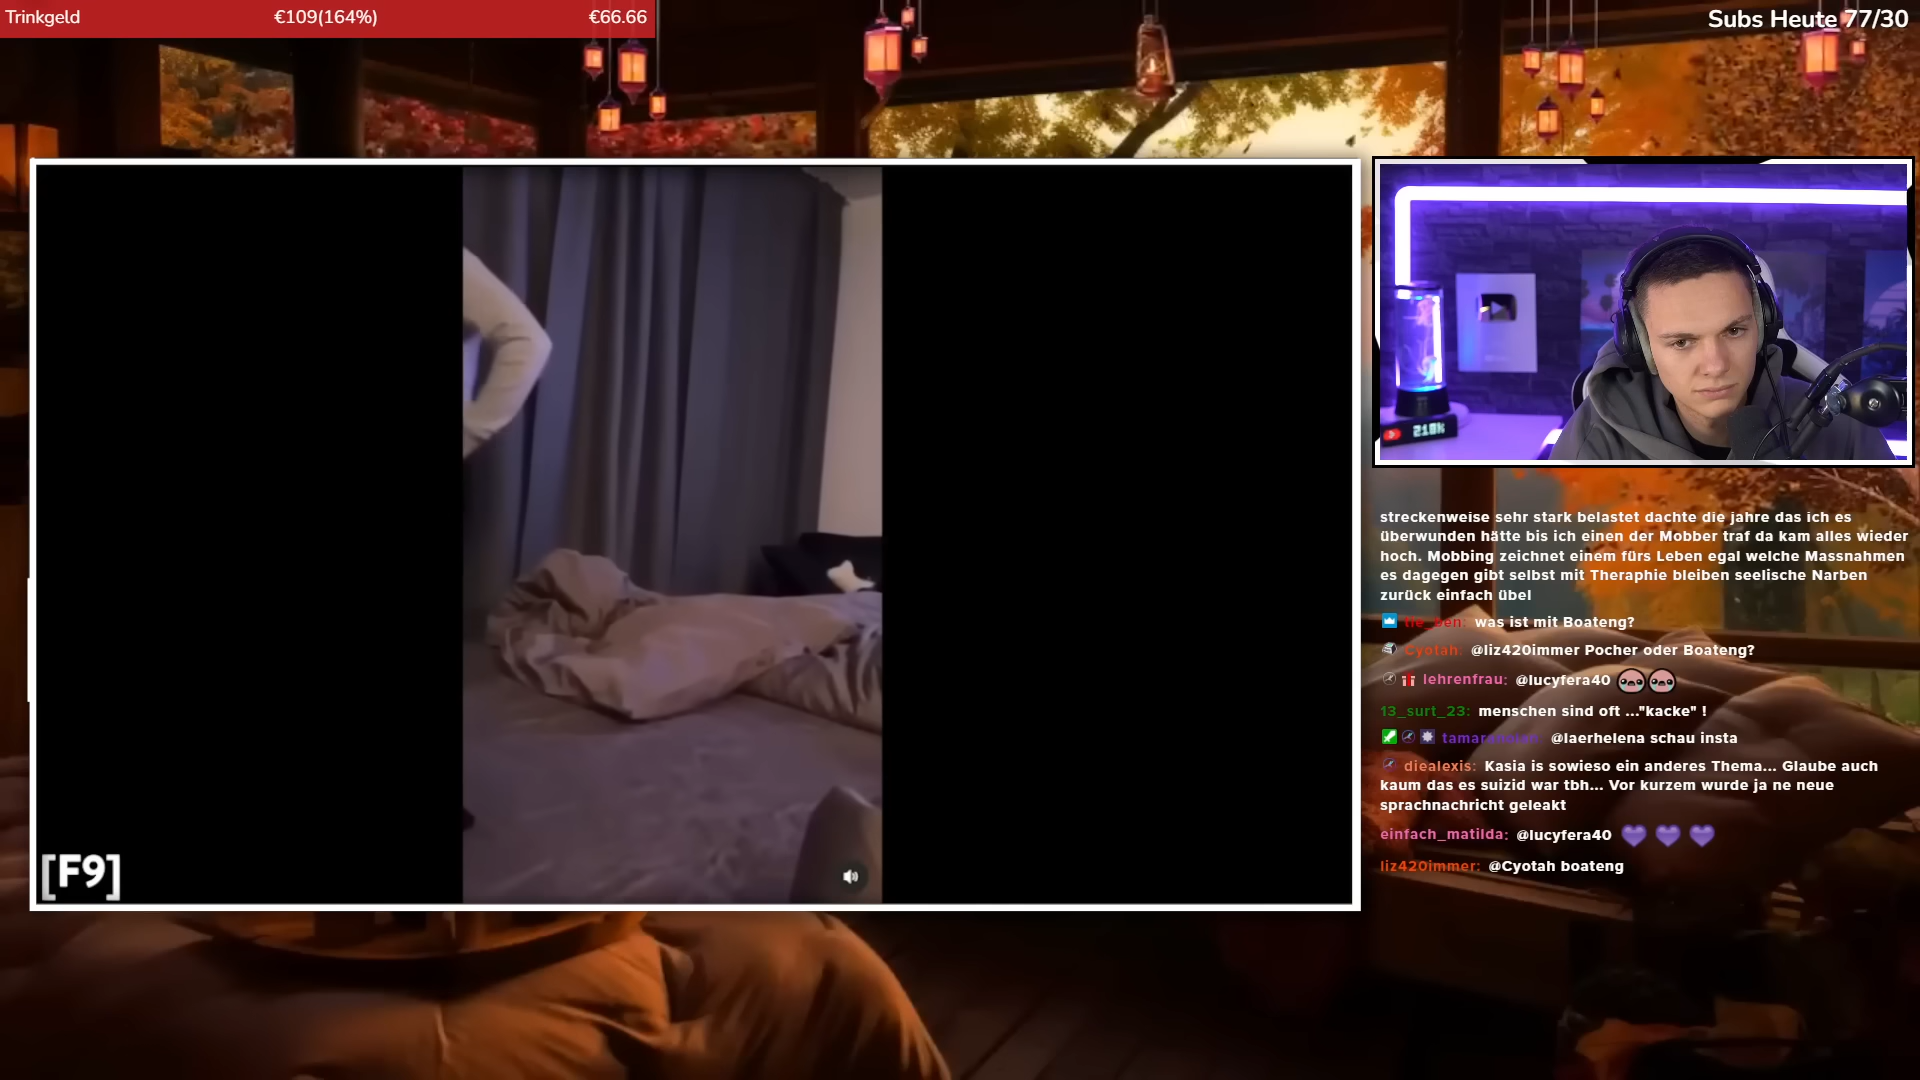 Trinkgeld €109(164%) €66.66
Subs Heute 77/30
218k
streckenweise sehr stark belastet dachte die jahre das ich es
überwunden hätte bis ich einen der Mobber traf da kam alles wieder
hoch. Mobbing zeichnet einem fürs Leben egal welche Massnahmen
es dagegen gibt selbst mit Theraphie bleiben seelische Narben
zurück einfach übel
was ist mit Boateng?
Cyotah: @liz420immer Pocher oder Boateng?
lehrenfrau: @lucyfera40
13_surt_23: menschen sind oft ..."kacke" !
@laerhelena schau insta
diealexis: Kasia is sowieso ein anderes Thema... Glaube auch
kaum das es suizid war tbh... Vor kurzem wurde ja ne neue
sprachnachricht geleakt
einfach_matilda: @lucyfera40
liz420immer: @Cyotah boateng
[F9]